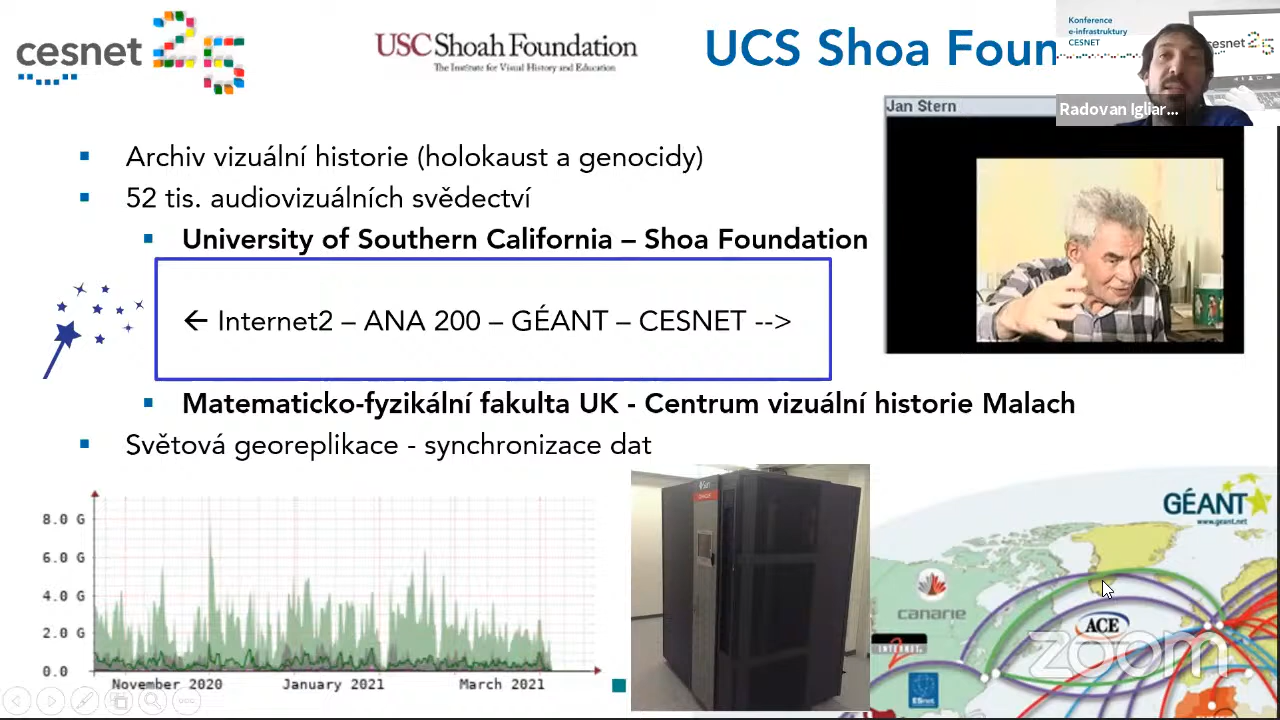 cesnet 25
USC Shoah Foundation
The Institute for Visual History and Education
UCS Shoa Foun
Konference
e-infrastruktury
CESNET
cesnet 25
Radovan Igliar...
Jan Stern
Archiv vizuální historie (holokaust a genocidy)
52 tis. audiovizuálních svědectví
University of Southern California – Shoa Foundation
← Internet2 – ANA 200 – GÉANT – CESNET -->
Matematicko-fyzikální fakulta UK - Centrum vizuální historie Malach
Světová georeplikace - synchronizace dat
8.0 G
6.0 G
4.0 G
2.0 G
0.0
November 2020
January 2021
March 2021
Sun
GÉANT
www.geant.net
canarie
ACE
INTERNET
ESnet
zoom